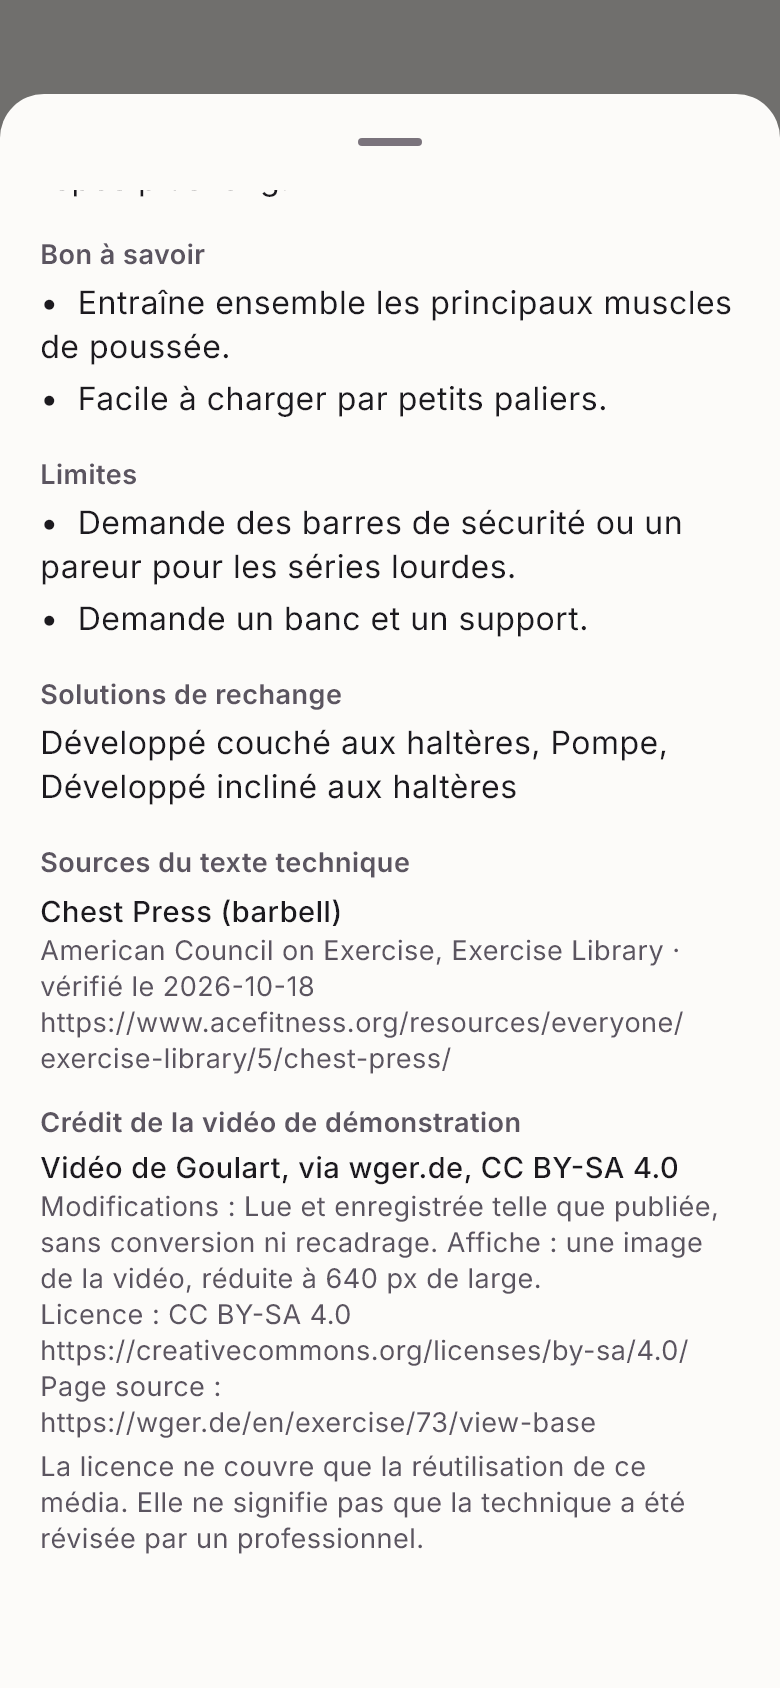 Bon à savoir
• Entraîne ensemble les principaux muscles
de poussée.
• Facile à charger par petits paliers.
Limites
• Demande des barres de sécurité ou un
pareur pour les séries lourdes.
• Demande un banc et un support.
Solutions de rechange
Développé couché aux haltères, Pompe,
Développé incliné aux haltères
Sources du texte technique
Chest Press (barbell)
American Council on Exercise, Exercise Library ·
vérifié le 2026-10-18
https://www.acefitness.org/resources/everyone/
exercise-library/5/chest-press/
Crédit de la vidéo de démonstration
Vidéo de Goulart, via wger.de, CC BY-SA 4.0
Modifications : Lue et enregistrée telle que publiée,
sans conversion ni recadrage. Affiche : une image
de la vidéo, réduite à 640 px de large.
Licence : CC BY-SA 4.0
https://creativecommons.org/licenses/by-sa/4.0/
Page source :
https://wger.de/en/exercise/73/view-base
La licence ne couvre que la réutilisation de ce
média. Elle ne signifie pas que la technique a été
révisée par un professionnel.